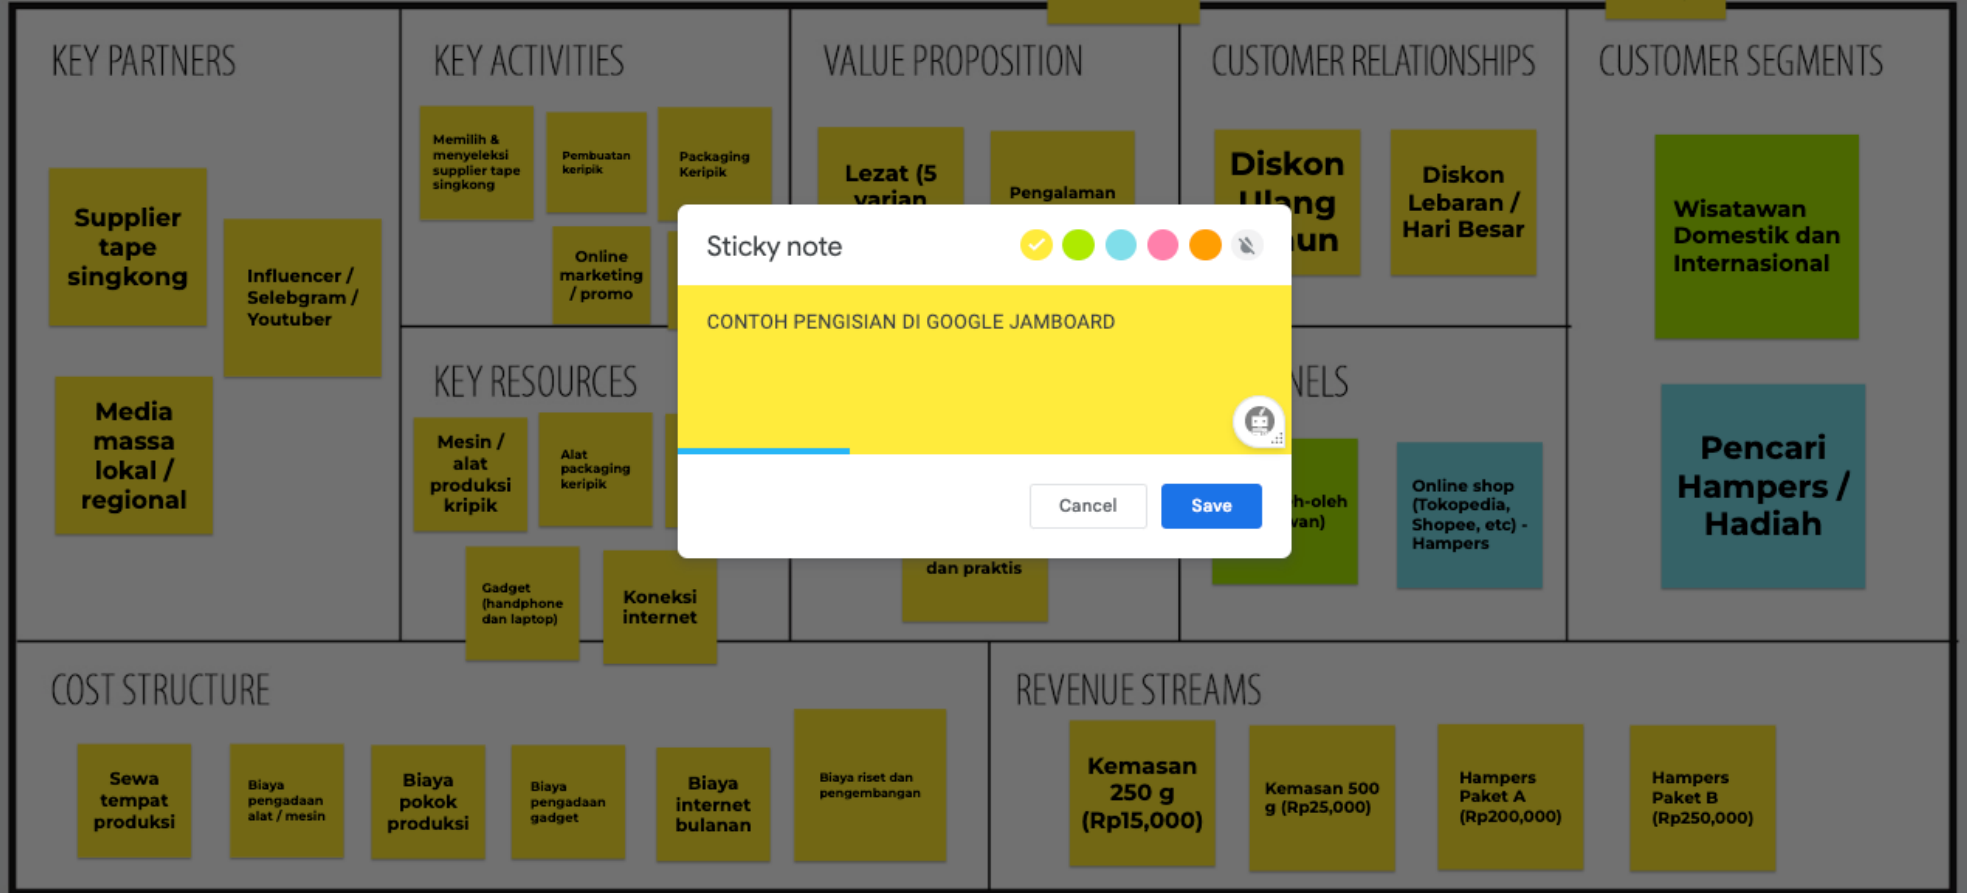 KEY PARTNERS
Supplier
tape
singkong
Influencer /
Selebgram /
Youtuber
Media
massa
lokal /
regional
KEY ACTIVITIES
Memilih &
menyeleksi
supplier tape
singkong
Pembuatan
keripik
Packaging
Keripik
Online
marketing
/ promo
KEY RESOURCES
Mesin /
alat
produksi
kripik
Alat
packaging
keripik
Gadget
(handphone
dan laptop)
Koneksi
internet
VALUE PROPOSITION
Lezat (5
varian
Pengalaman
dan praktis
CUSTOMER RELATIONSHIPS
Diskon
Ulang
un
Diskon
Lebaran /
Hari Besar
NELS
h-oleh
van)
Online shop
(Tokopedia,
Shopee, etc) -
Hampers
CUSTOMER SEGMENTS
Wisatawan
Domestik dan
Internasional
Pencari
Hampers /
Hadiah
Sticky note
CONTOH PENGISIAN DI GOOGLE JAMBOARD
Cancel
Save
COST STRUCTURE
Sewa
tempat
produksi
Biaya
pengadaan
alat / mesin
Biaya
pokok
produksi
Biaya
pengadaan
gadget
Biaya
internet
bulanan
Biaya riset dan
pengembangan
REVENUE STREAMS
Kemasan
250 g
(Rp15,000)
Kemasan 500
g (Rp25,000)
Hampers
Paket A
(Rp200,000)
Hampers
Paket B
(Rp250,000)